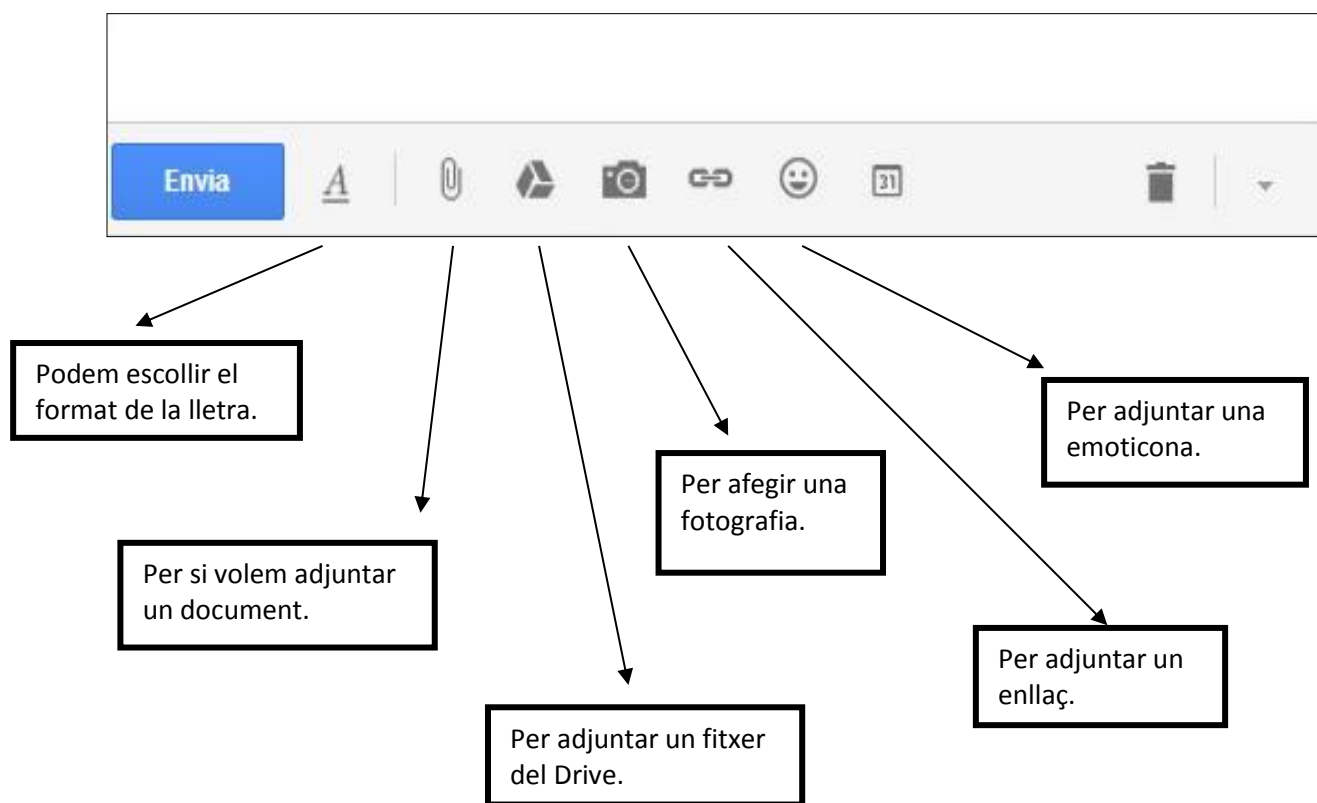 Envia
A
31
Podem escollir el
format de la lletra.
Per adjuntar una
emoticona.
Per afegir una
fotografia.
Per si volem adjuntar
un document.
Per adjuntar un
enllaç.
Per adjuntar un fitxer
del Drive.